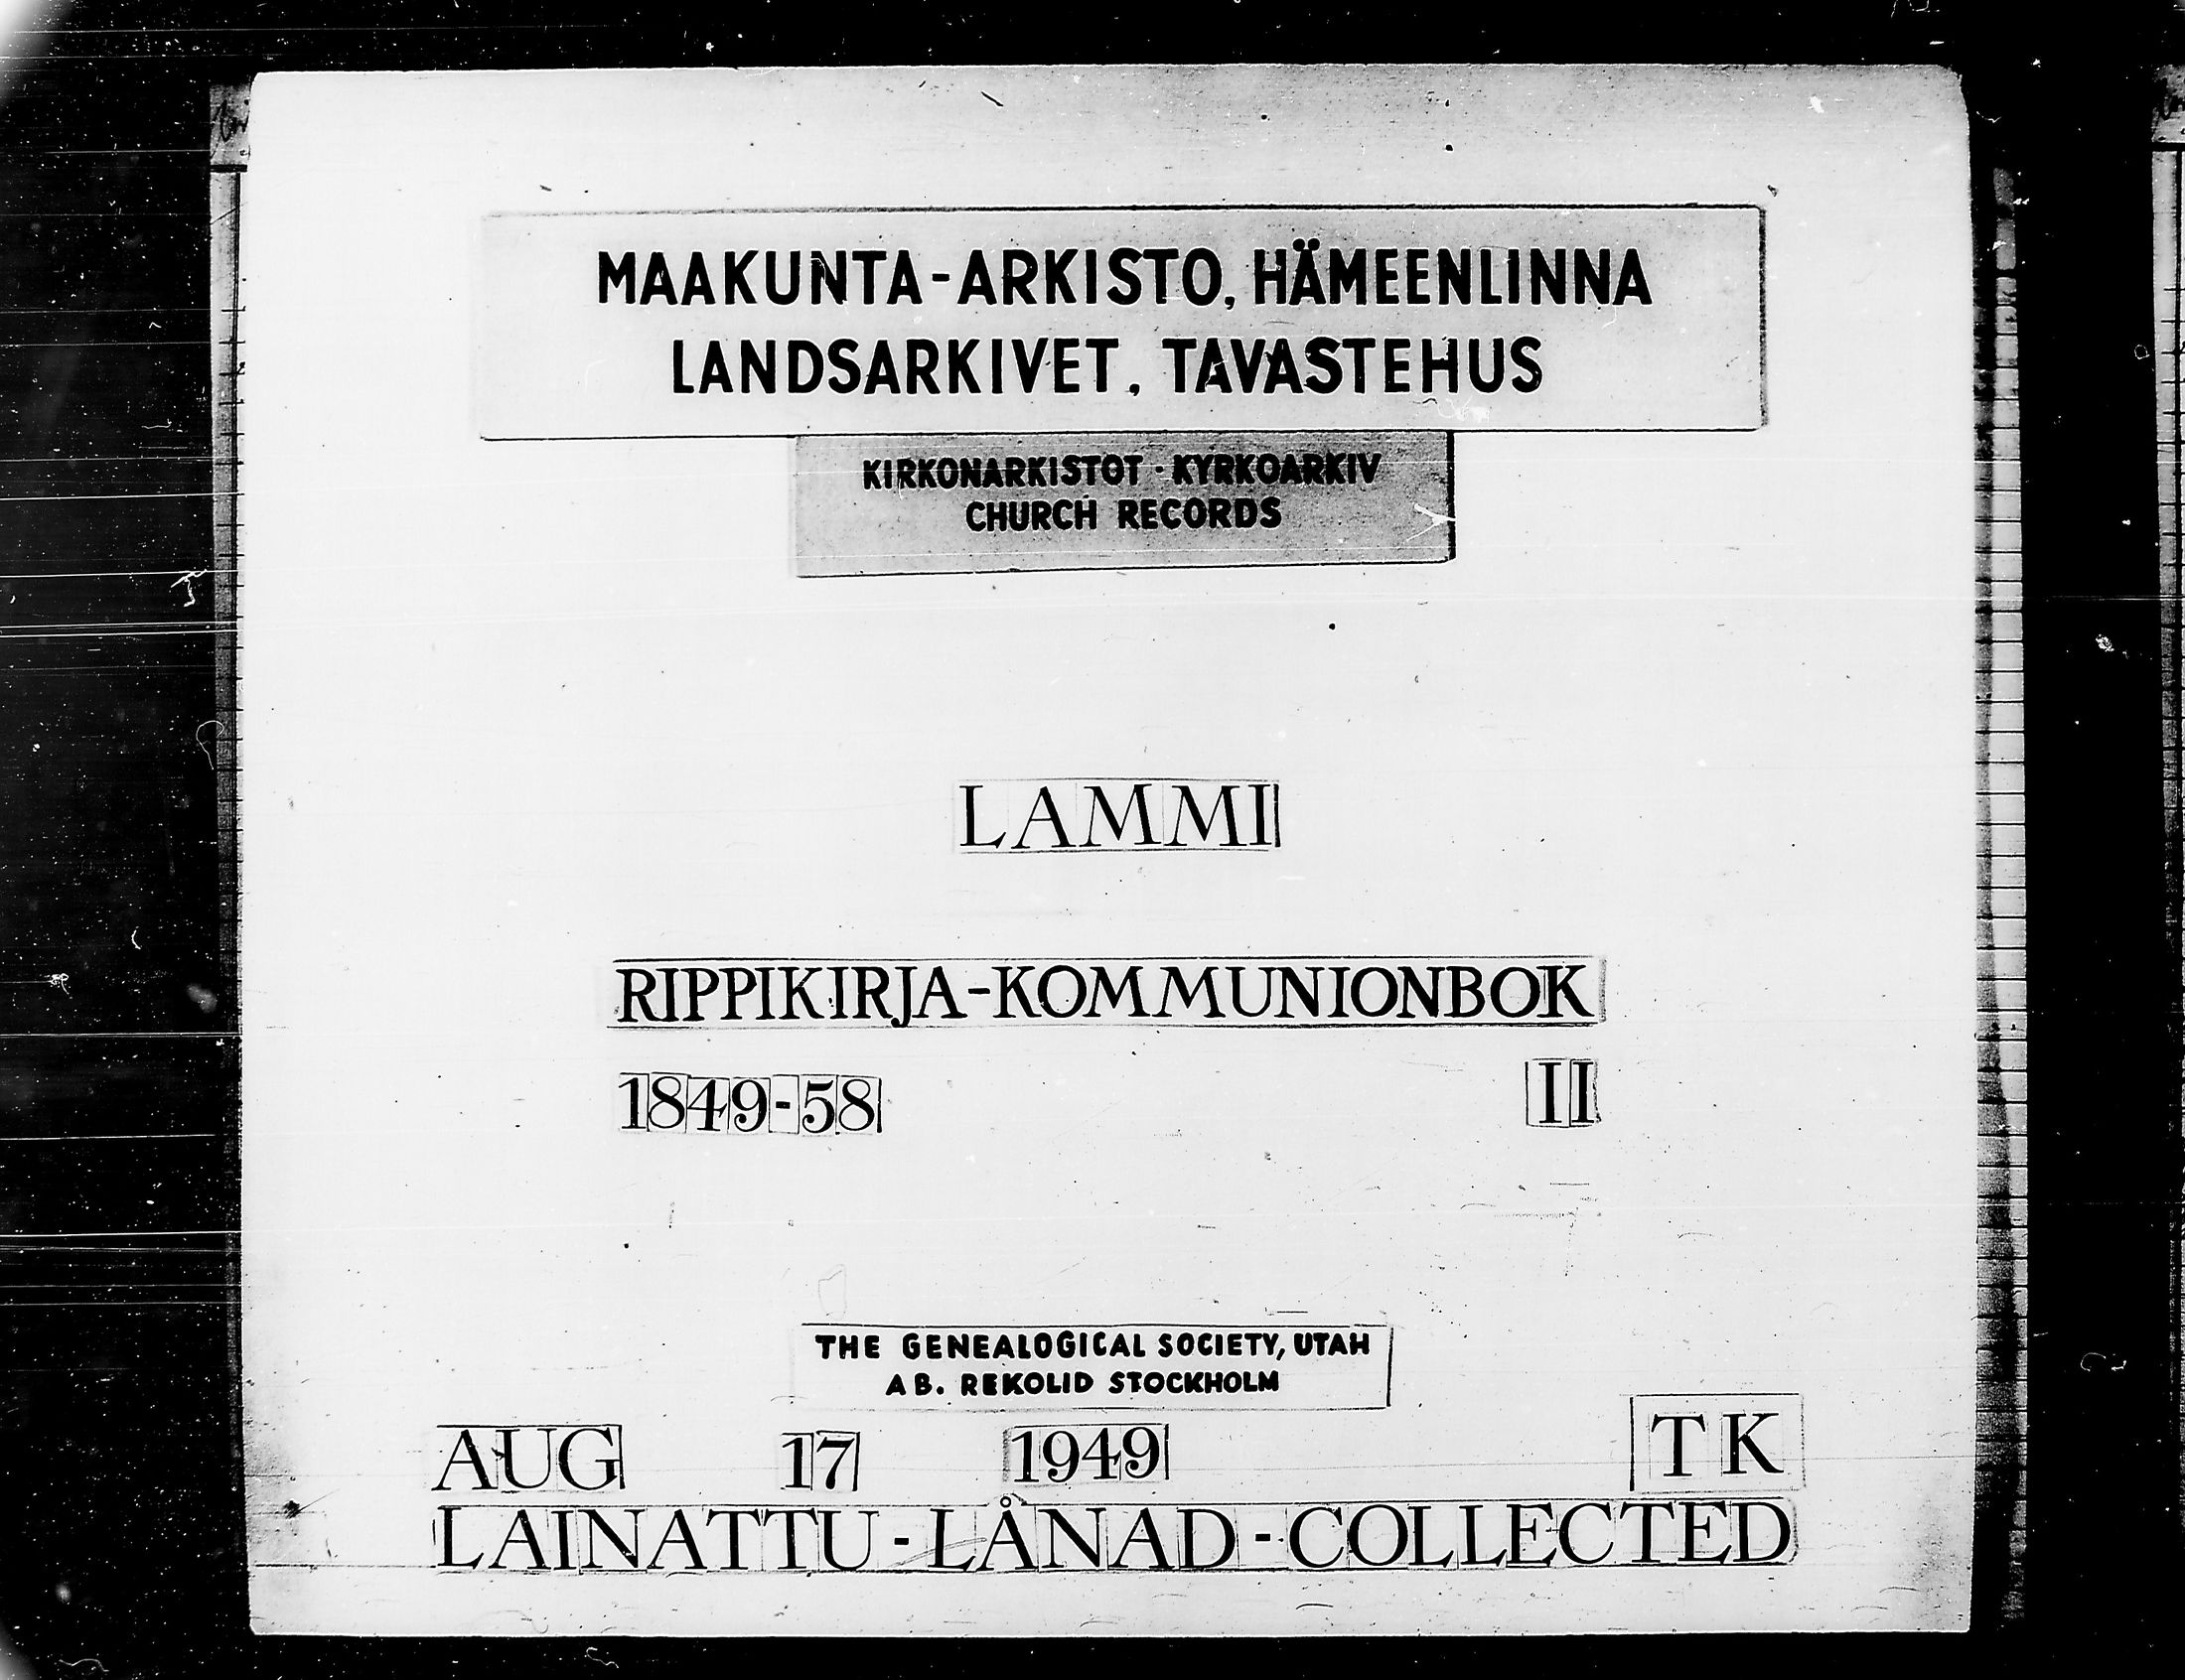 MAAKUNTA-ARKISTO, HÄMEENLINNA
LANDSARKIVET, TAVASTEHUS
KIRKONARKISTOT · KYRKOARKIV
CHURCH RECORDS
LAMMI
RIPPIKIRJA-KOMMUNIONBOK
1849-58 II
THE GENEALOGICAL SOCIETY, UTAH
AB. REKOLID STOCKHOLM
AUG 17 1949 TK
LAINATTU-LÅNAD-COLLECTED